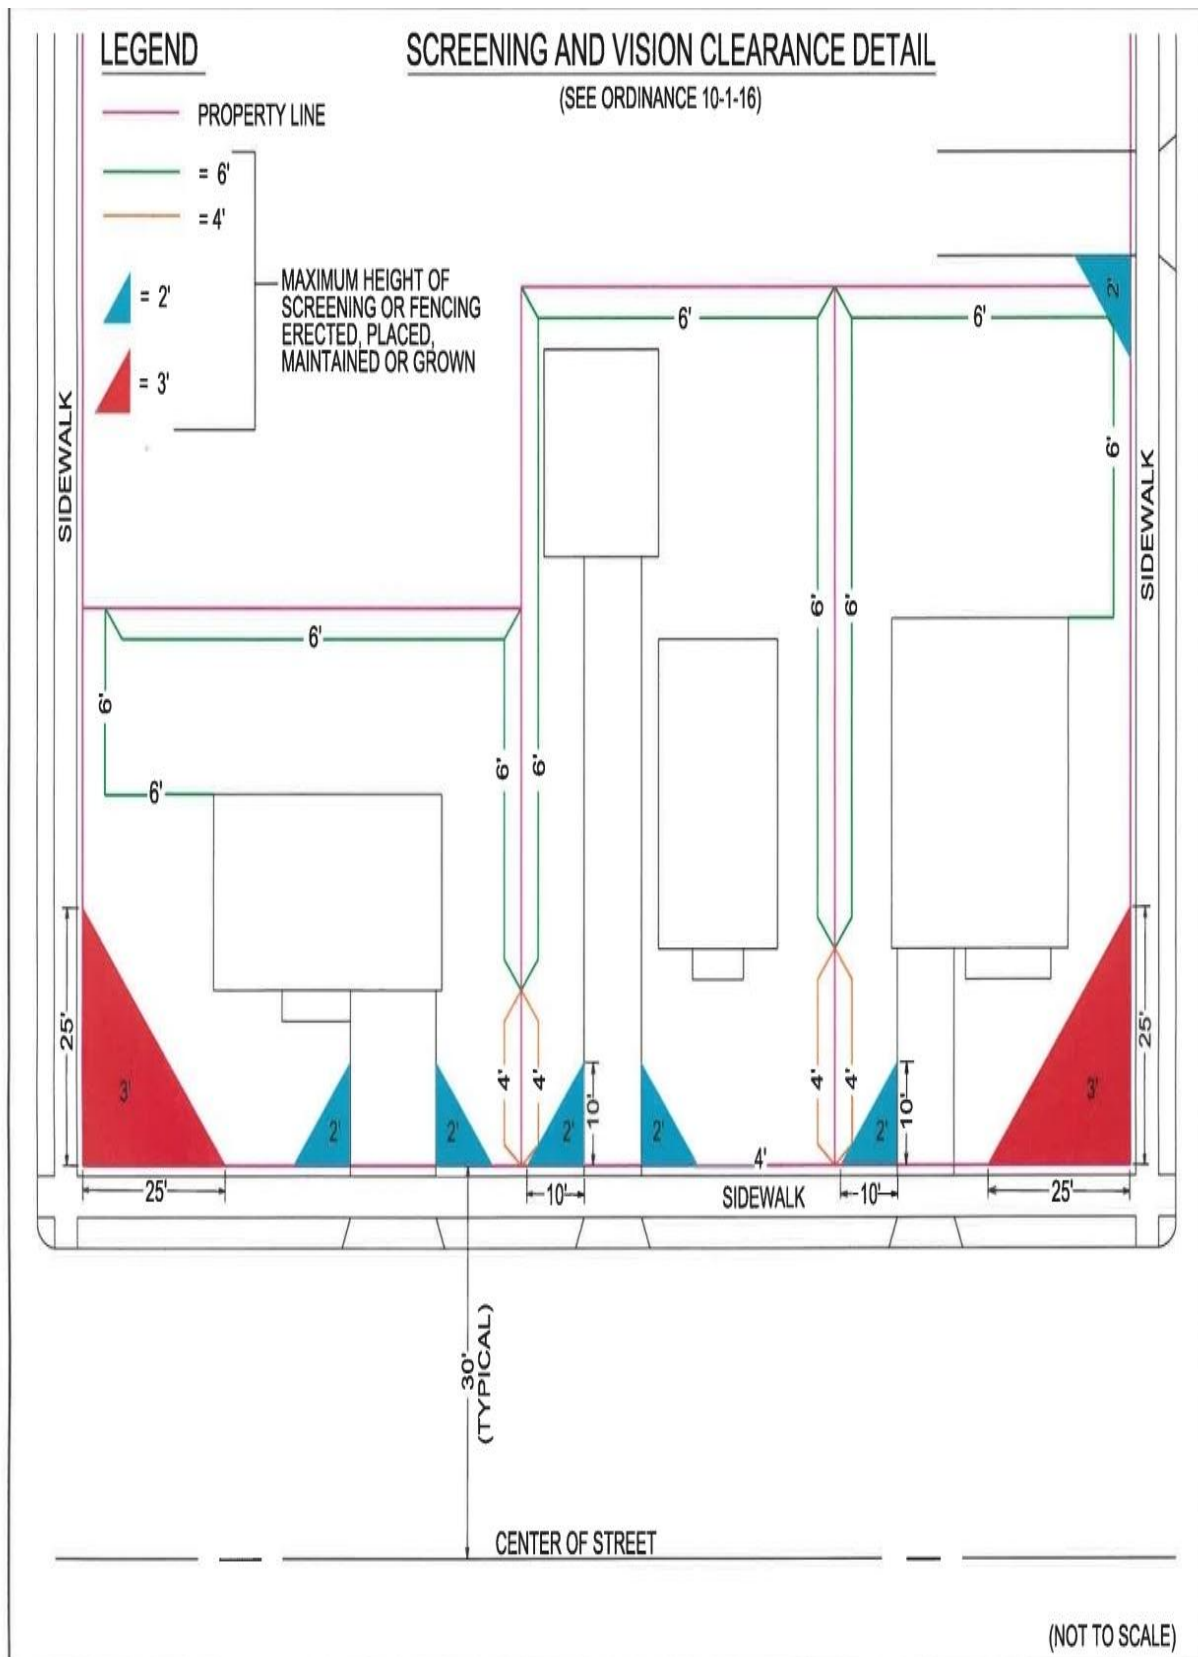 LEGEND
SCREENING AND VISION CLEARANCE DETAIL
(SEE ORDINANCE 10-1-16)
PROPERTY LINE
= 6'
= 4'
= 2'
= 3'
MAXIMUM HEIGHT OF
SCREENING OR FENCING
ERECTED, PLACED,
MAINTAINED OR GROWN
SIDEWALK
SIDEWALK
2'
6'
6'
6'
6'
6'
6'
6'
6'
6'
6'
25'
25'
3'
3'
2'
2'
4'
4'
2'
10'
2'
4'
4'
2'
10'
4'
25'
10'
SIDEWALK
10'
25'
30'
(TYPICAL)
CENTER OF STREET
(NOT TO SCALE)